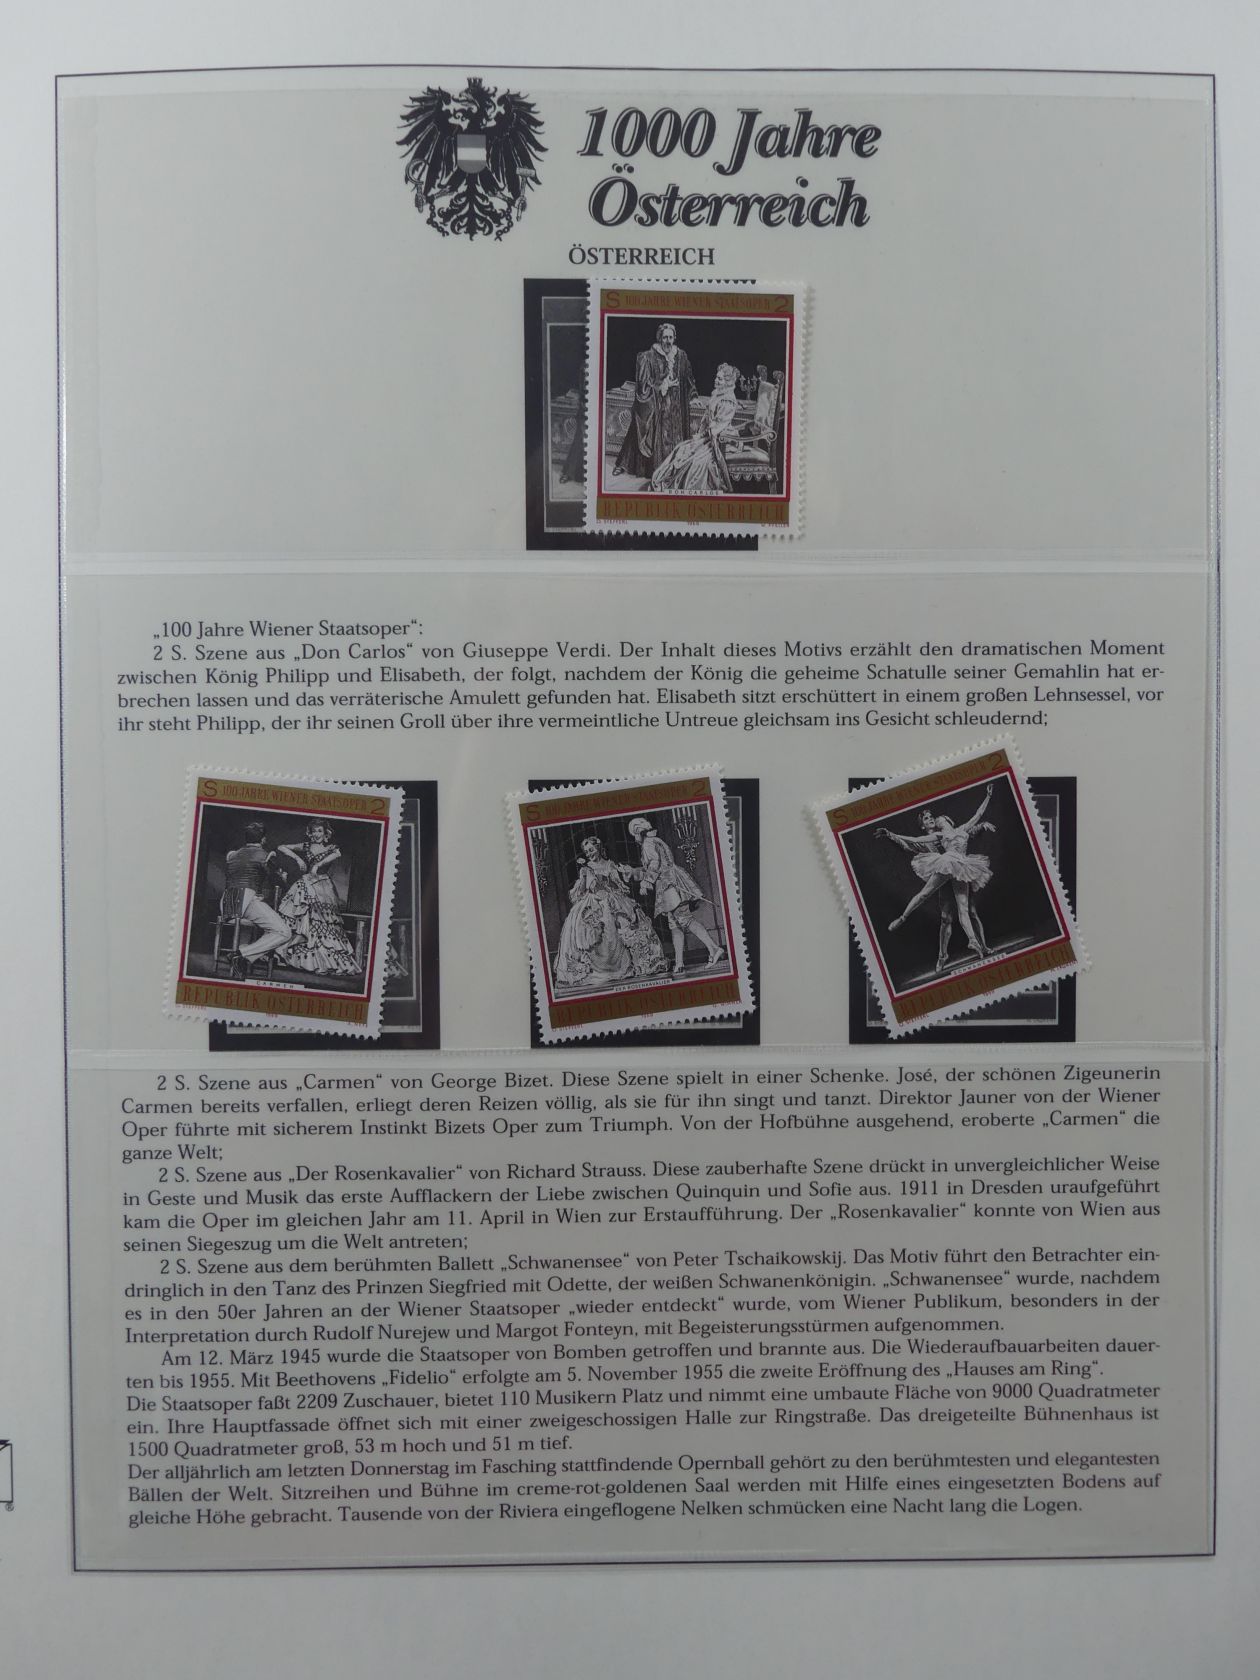 1000 Jahre
Österreich
ÖSTERREICH
S 100 JAHRE WIENER STAATSOPER 2
DON CARLOS
REPUBLIK ÖSTERREICH
G. STEFFERL 1969
„100 Jahre Wiener Staatsoper“:
2 S. Szene aus „Don Carlos“ von Giuseppe Verdi. Der Inhalt dieses Motivs erzählt den dramatischen Moment
zwischen König Philipp und Elisabeth, der folgt, nachdem der König die geheime Schatulle seiner Gemahlin hat er-
brechen lassen und das verräterische Amulett gefunden hat. Elisabeth sitzt erschüttert in einem großen Lehnsessel, vor
ihr steht Philipp, der ihr seinen Groll über ihre vermeintliche Untreue gleichsam ins Gesicht schleudernd;
S 100 JAHRE WIENER STAATSOPER 2
CARMEN
REPUBLIK ÖSTERREICH
G. STEFFERL 1969
S 100 JAHRE WIENER STAATSOPER 2
DER ROSENKAVALIER
REPUBLIK ÖSTERREICH
G. STEFFERL 1969
S 100 JAHRE WIENER STAATSOPER 2
SCHWANENSEE
REPUBLIK ÖSTERREICH
G. STEFFERL
2 S. Szene aus „Carmen“ von George Bizet. Diese Szene spielt in einer Schenke. José, der schönen Zigeunerin
Carmen bereits verfallen, erliegt deren Reizen völlig, als sie für ihn singt und tanzt. Direktor Jauner von der Wiener
Oper führte mit sicherem Instinkt Bizets Oper zum Triumph. Von der Hofbühne ausgehend, eroberte „Carmen“ die
ganze Welt;
2 S. Szene aus „Der Rosenkavalier“ von Richard Strauss. Diese zauberhafte Szene drückt in unvergleichlicher Weise
in Geste und Musik das erste Aufflackern der Liebe zwischen Quinquin und Sofie aus. 1911 in Dresden uraufgeführt
kam die Oper im gleichen Jahr am 11. April in Wien zur Erstaufführung. Der „Rosenkavalier“ konnte von Wien aus
seinen Siegeszug um die Welt antreten;
2 S. Szene aus dem berühmten Ballett „Schwanensee“ von Peter Tschaikowskij. Das Motiv führt den Betrachter ein-
dringlich in den Tanz des Prinzen Siegfried mit Odette, der weißen Schwanenkönigin. „Schwanensee“ wurde, nachdem
es in den 50er Jahren an der Wiener Staatsoper „wieder entdeckt“ wurde, vom Wiener Publikum, besonders in der
Interpretation durch Rudolf Nurejew und Margot Fonteyn, mit Begeisterungsstürmen aufgenommen.
Am 12. März 1945 wurde die Staatsoper von Bomben getroffen und brannte aus. Die Wiederaufbauarbeiten dauer-
ten bis 1955. Mit Beethovens „Fidelio“ erfolgte am 5. November 1955 die zweite Eröffnung des „Hauses am Ring“.
Die Staatsoper faßt 2209 Zuschauer, bietet 110 Musikern Platz und nimmt eine umbaute Fläche von 9000 Quadratmeter
ein. Ihre Hauptfassade öffnet sich mit einer zweigeschossigen Halle zur Ringstraße. Das dreigeteilte Bühnenhaus ist
1500 Quadratmeter groß, 53 m hoch und 51 m tief.
Der alljährlich am letzten Donnerstag im Fasching stattfindende Opernball gehört zu den berühmtesten und elegantesten
Bällen der Welt. Sitzreihen und Bühne im creme-rot-goldenen Saal werden mit Hilfe eines eingesetzten Bodens auf
gleiche Höhe gebracht. Tausende von der Riviera eingeflogene Nelken schmücken eine Nacht lang die Logen.
®